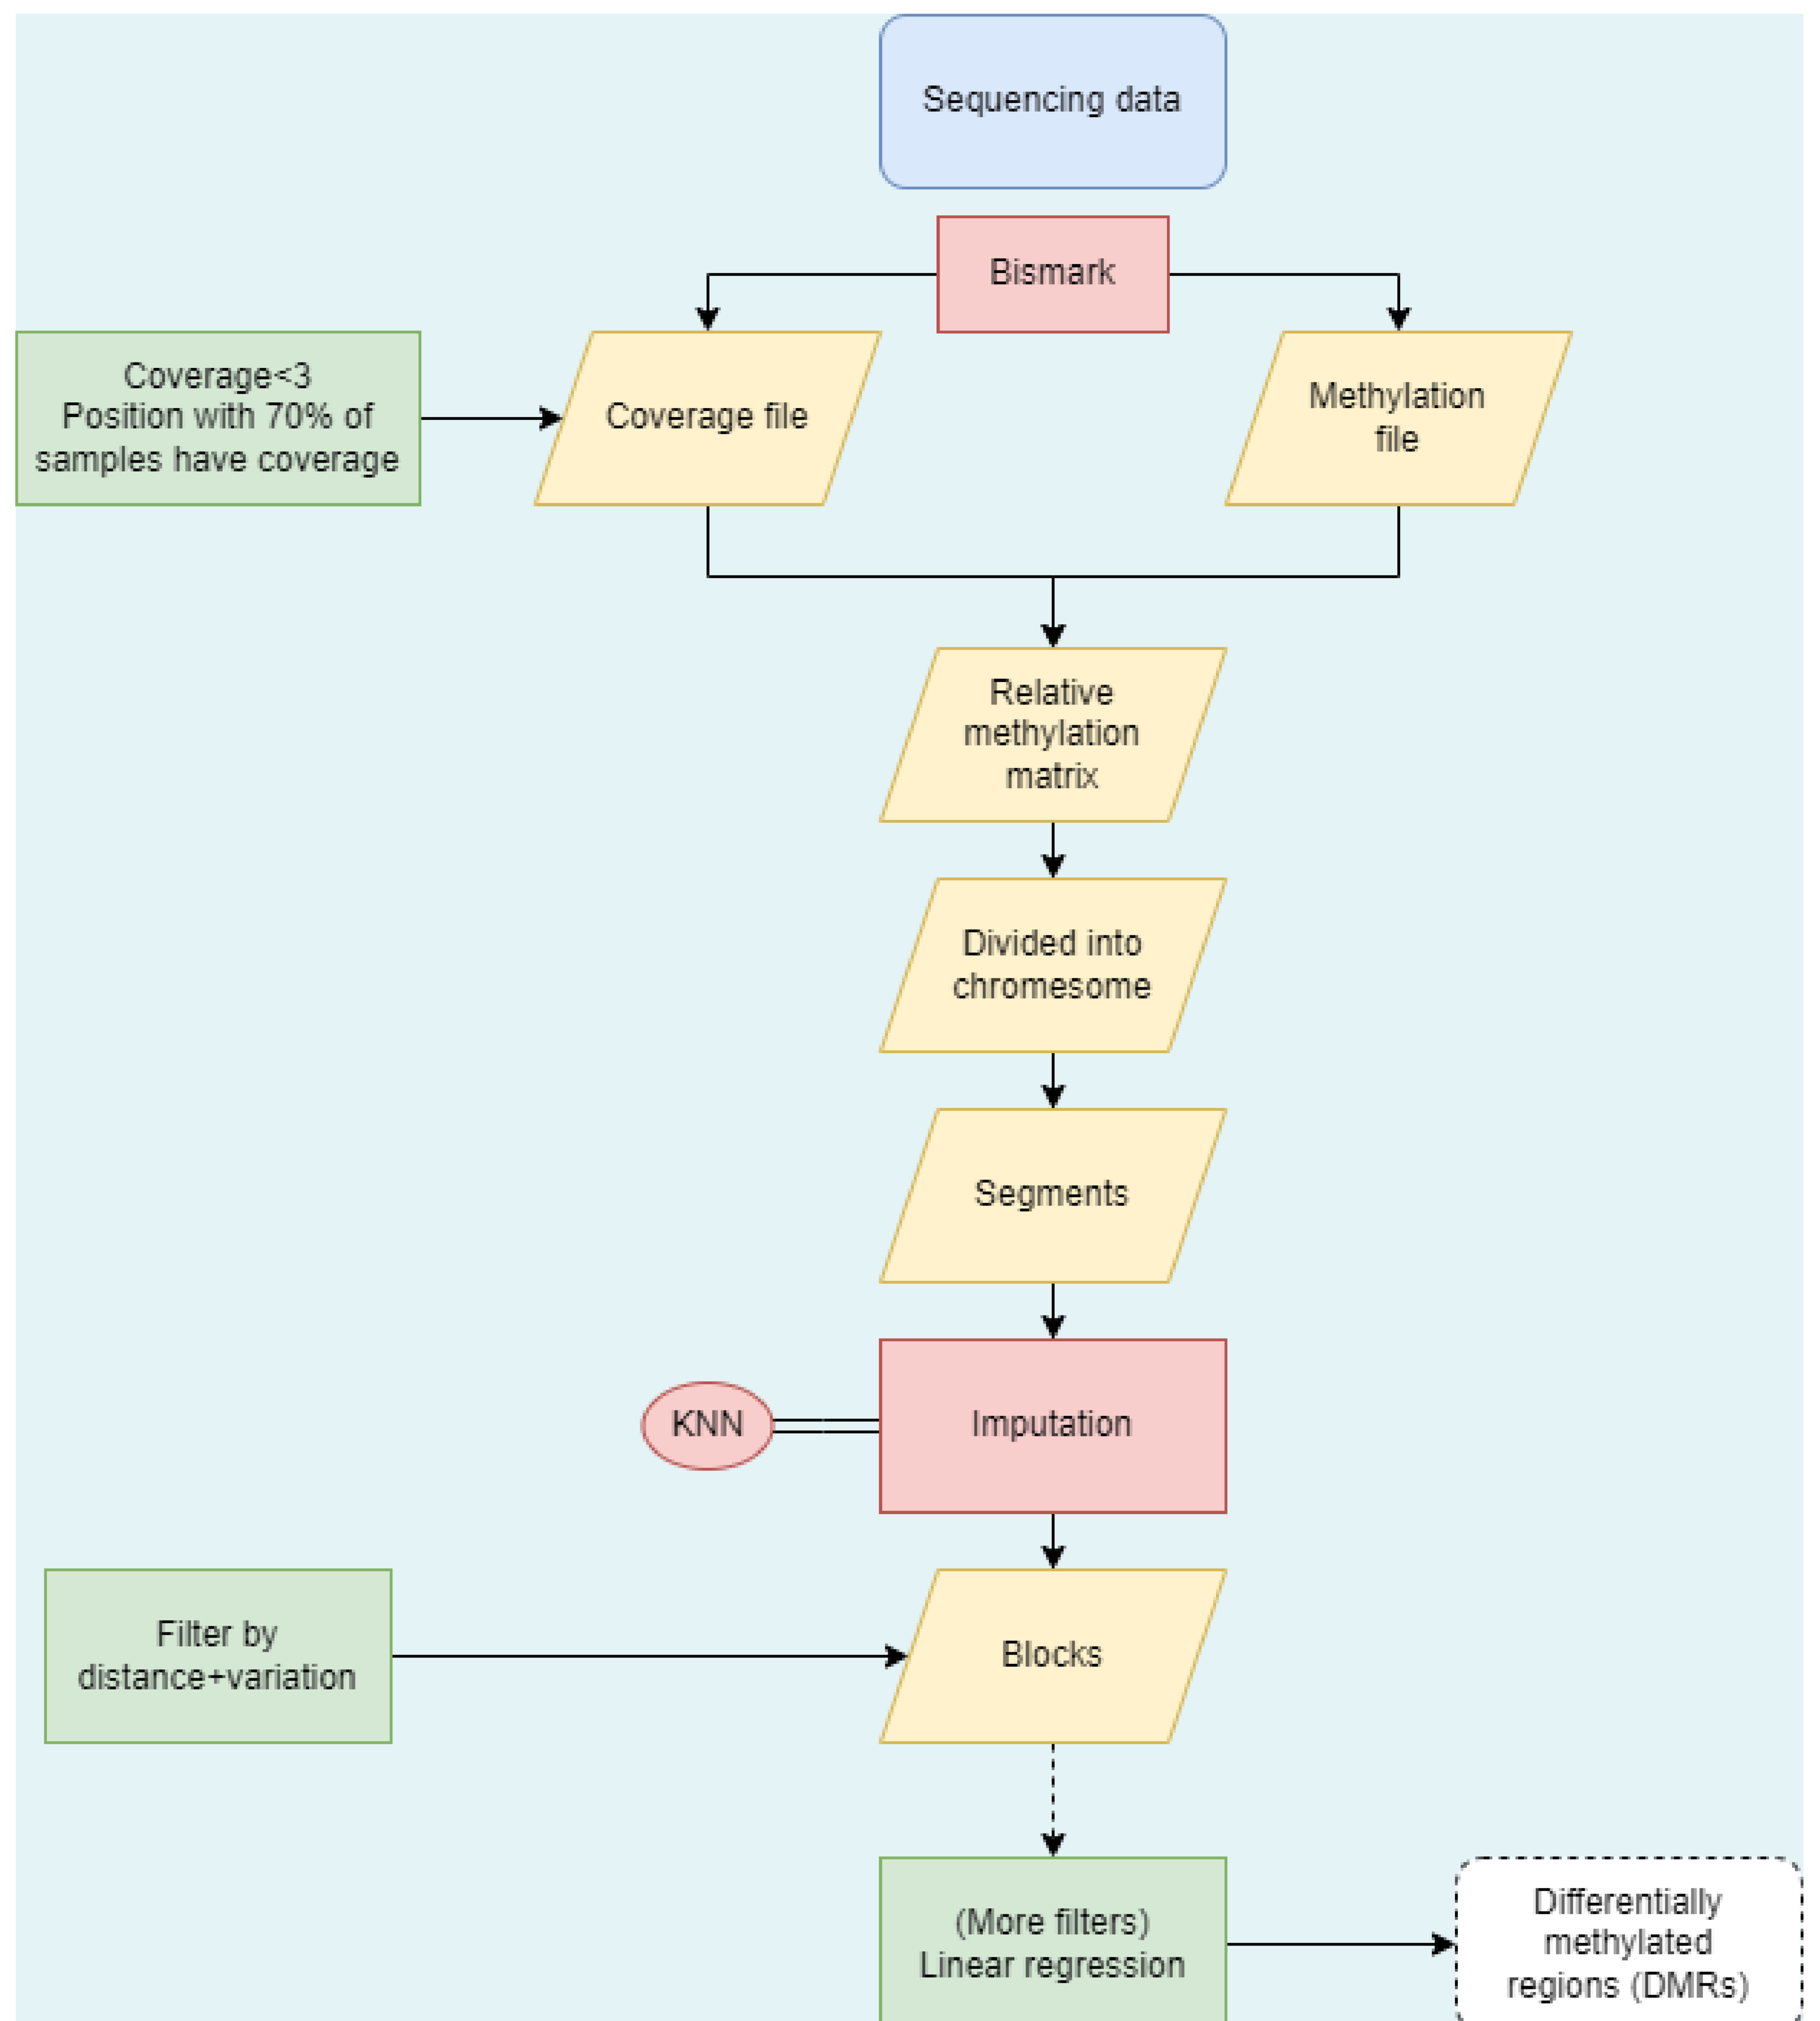 Sequencing data
Bismark
Coverage<3
Position with 70% of
samples have coverage
Coverage file
Methylation
file
Relative
methylation
matrix
Divided into
chromesome
Segments
KNN
Imputation
Filter by
distance+variation
Blocks
(More filters)
Linear regression
Differentially
methylated
regions (DMRs)